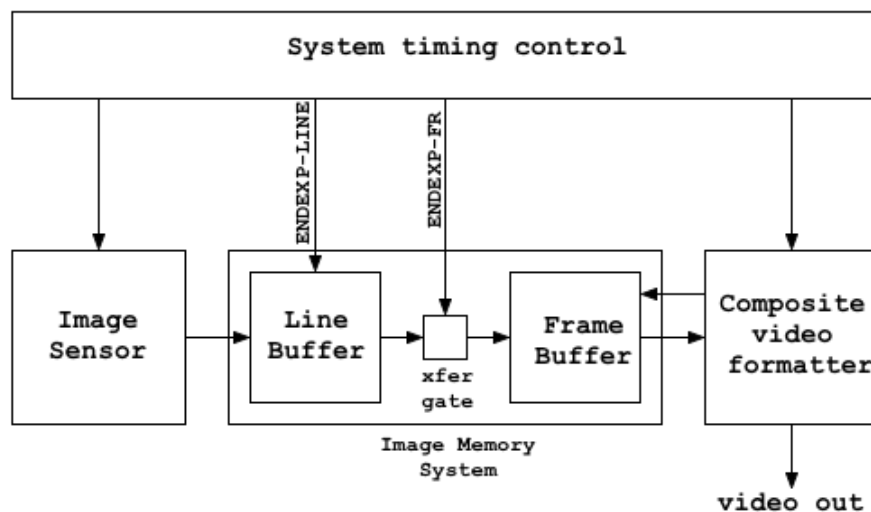 System timing control
ENDEXP-LINE
ENDEXP-FR
Image
Sensor
Line
Buffer
xfer
gate
Frame
Buffer
Composite
video
formatter
Image Memory
System
video out